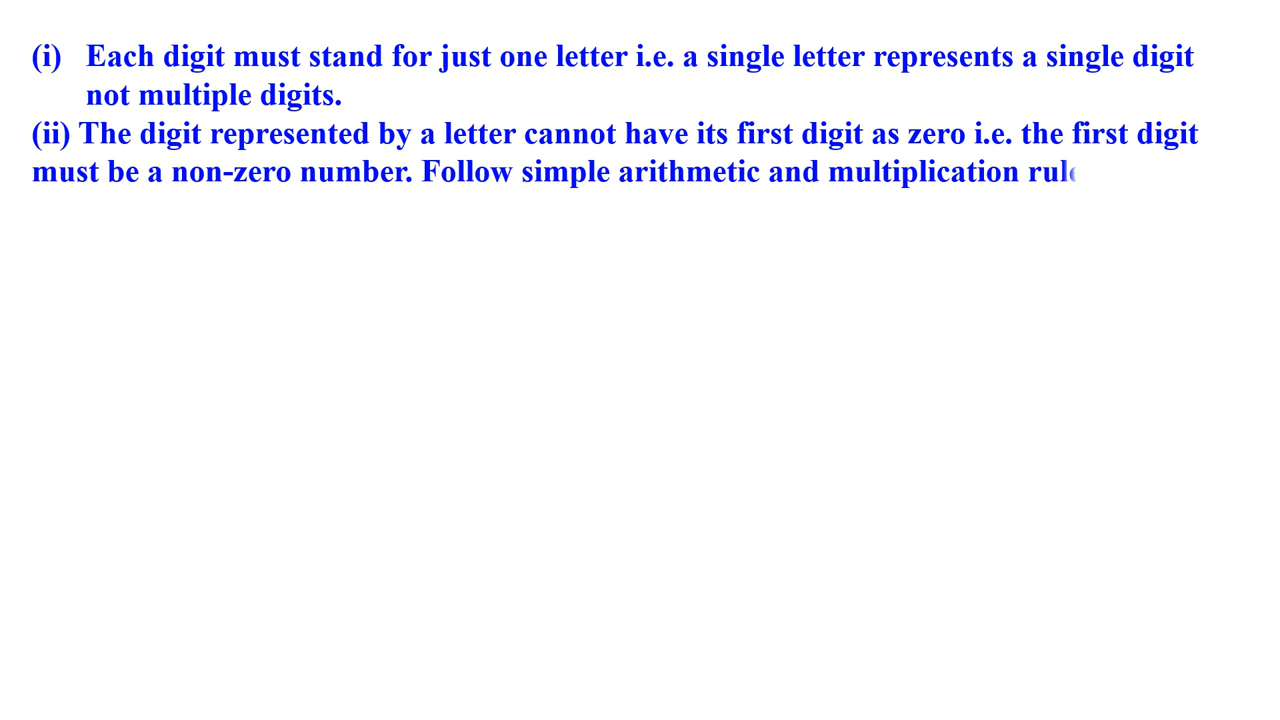 (i) Each digit must stand for just one letter i.e. a single letter represents a single digit
not multiple digits.
(ii) The digit represented by a letter cannot have its first digit as zero i.e. the first digit
must be a non-zero number. Follow simple arithmetic and multiplication